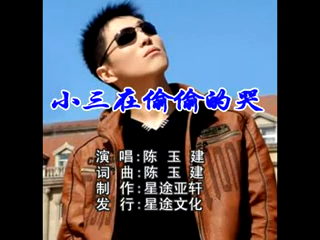 小三在偷偷的哭
演 唱:陈 玉 建
词 曲:陈 玉 建
制 作:星途亚轩
发 行:星途文化